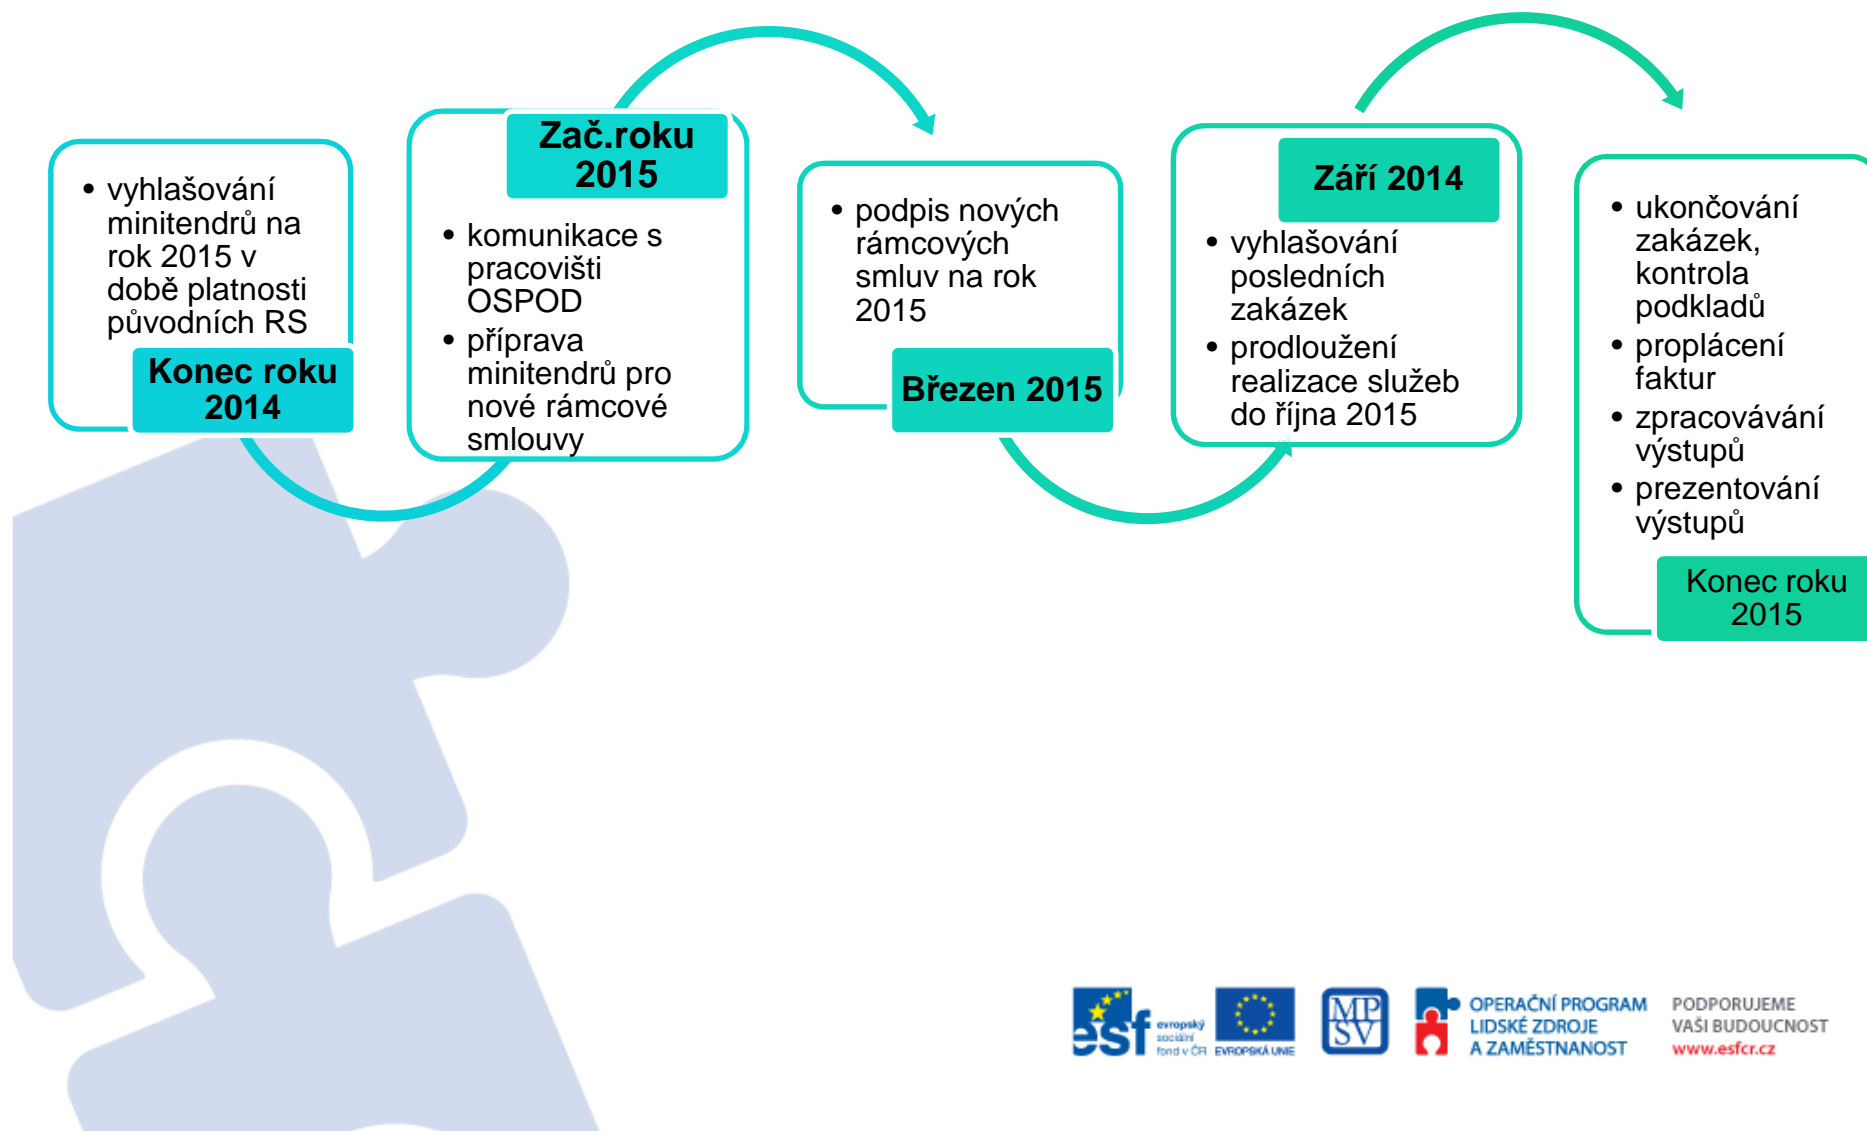 • vyhlašování
minitendrů na
rok 2015 v
době platnosti
původních RS
Konec roku
2014
Zač.roku
2015
• komunikace s
pracovišti
OSPOD
• příprava
minitendrů pro
nové rámcové
smlouvy
• podpis nových
rámcových
smluv na rok
2015
Březen 2015
Září 2014
• vyhlašování
posledních
zakázek
• prodloužení
realizace služeb
do října 2015
• ukončování
zakázek,
kontrola
podkladů
• proplácení
faktur
• zpracovávání
výstupů
• prezentování
výstupů
Konec roku
2015
esf
evropský
sociální
fond v ČR
EVROPSKÁ UNIE
MP
SV
OPERAČNÍ PROGRAM
LIDSKÉ ZDROJE
A ZAMĚSTNANOST
PODPORUJEME
VAŠI BUDOUCNOST
www.esfcr.cz